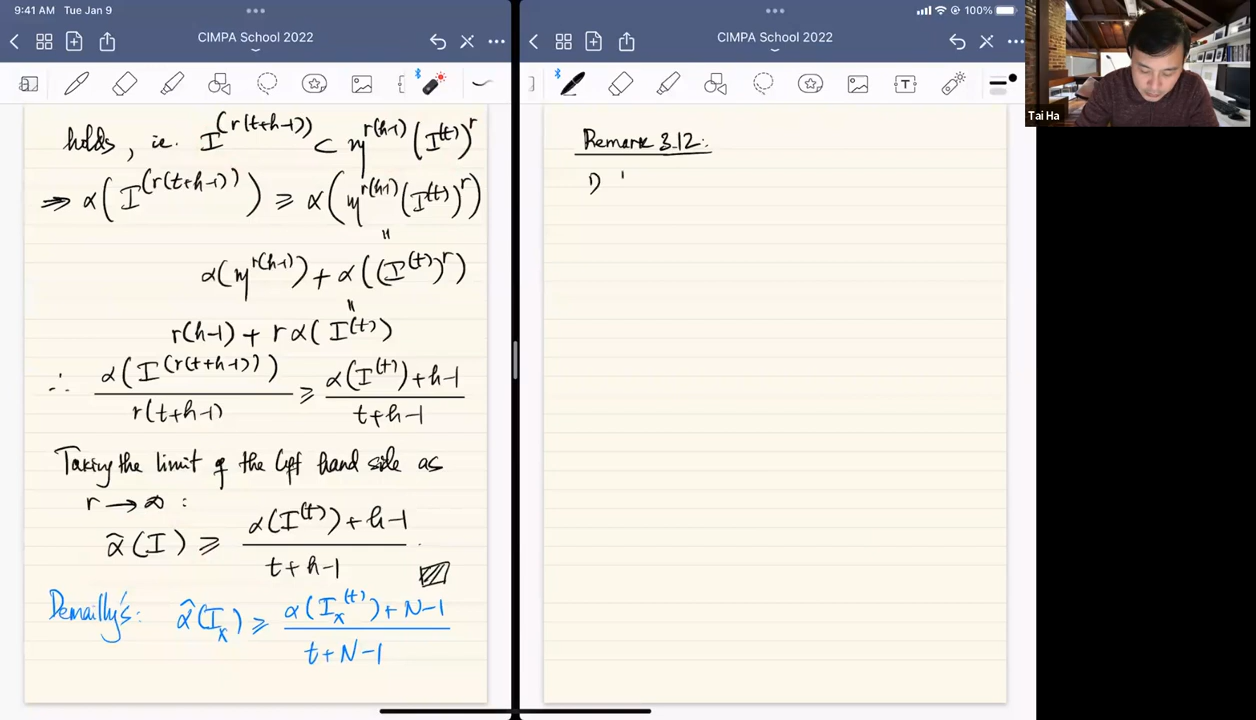 9:41 AM Tue Jan 9
100%
CIMPA School 2022
CIMPA School 2022
Tai Ha
holds, ie. I^(r(t+h-1)) ⊂ m^{r(h-1)} (I^(t))^r
⇒ α(I^(r(t+h-1))) ⩾ α(m^{r(h-1)} (I^(t))^r)
=
α(m^{r(h-1)}) + α((I^(t))^r)
=
r(h-1) + r α(I^(t))
∴ α(I^(r(t+h-1))) / r(t+h-1) ⩾ (α(I^(t)) + h-1) / (t+h-1)
Taking the limit of the left hand side as
r → ∞ :
α̂(I) ⩾ (α(I^(t)) + h-1) / (t+h-1) .
Demailly's: α̂(I_X) ⩾ (α(I_X^(t)) + N-1) / (t+N-1)
Remark 3.12:
1)